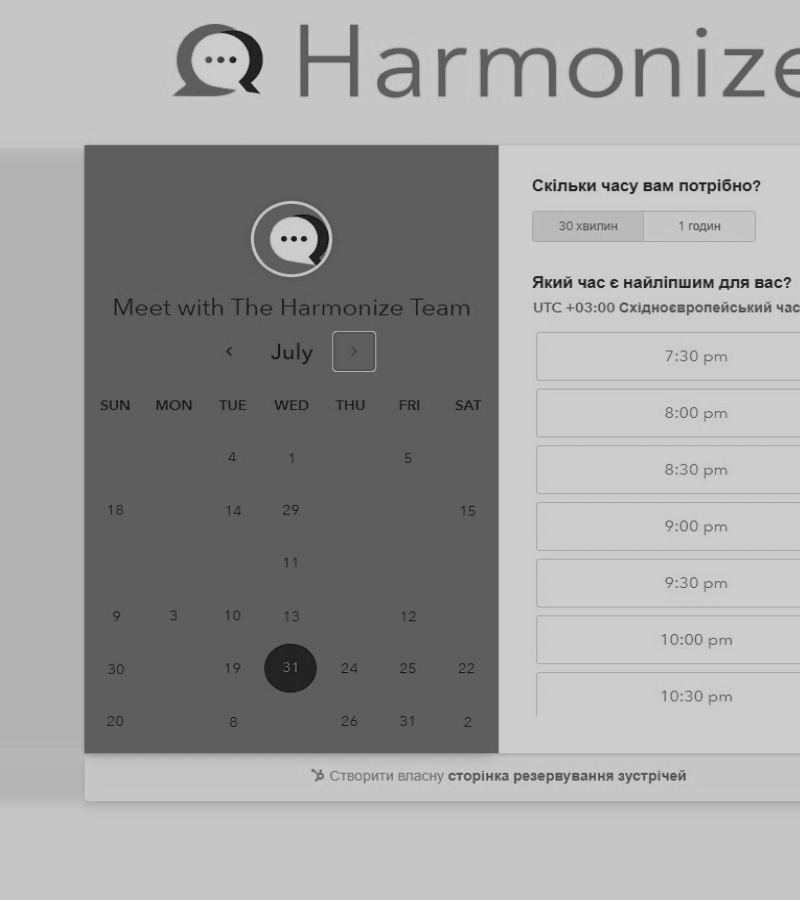 Harmonize
Meet with The Harmonize Team
July
SUN MON TUE WED THU FRI SAT
4 1 5
18 14 29 15
11
9 3 10 13 12
30 19 31 24 25 22
20 8 26 31 2
Скільки часу вам потрібно?
30 хвилин 1 годин
Який час є найліпшим для вас?
UTC +03:00 Східноєвропейський час
7:30 pm
8:00 pm
8:30 pm
9:00 pm
9:30 pm
10:00 pm
10:30 pm
Створити власну сторінка резервування зустрічей